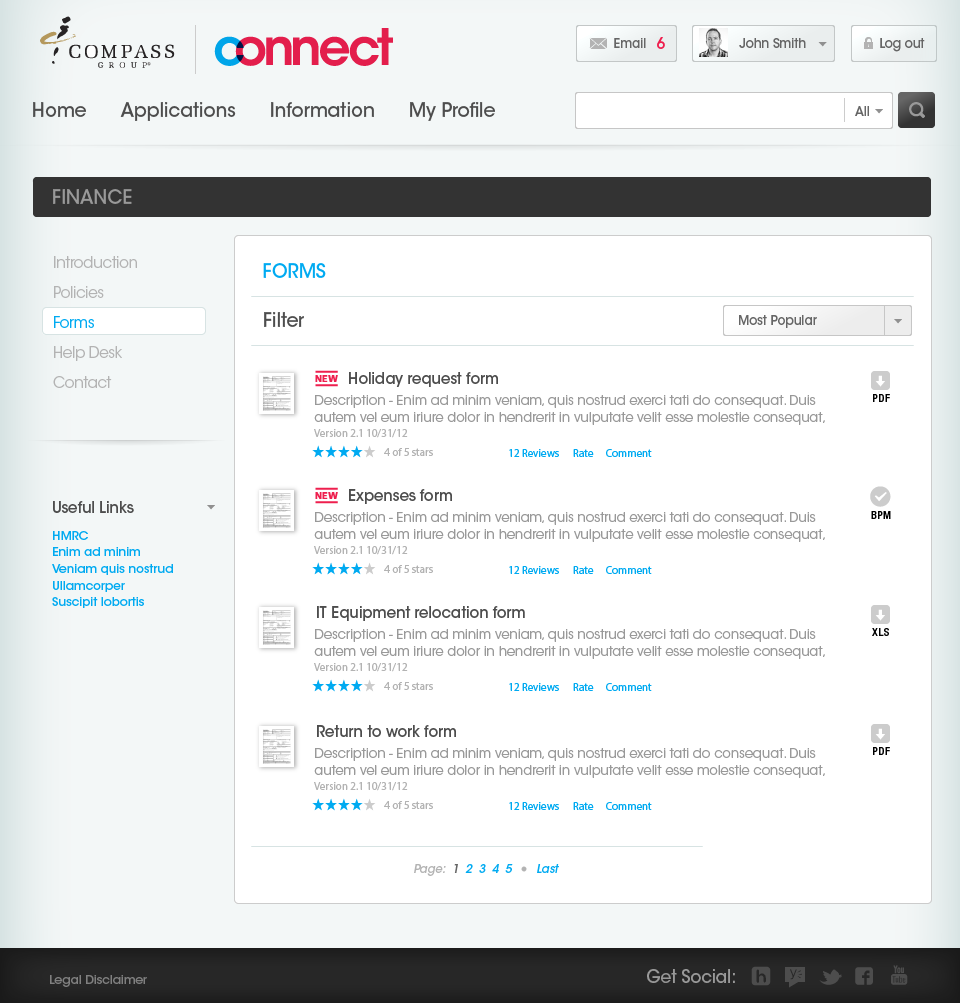 COMPASS
GROUP
connect
Email 6
John Smith
Log out
Home Applications Information My Profile
All
FINANCE
Introduction
Policies
Forms
Help Desk
Contact
Useful Links
HMRC
Enim ad minim
Veniam quis nostrud
Ullamcorper
Suscipit lobortis
FORMS
Filter
Most Popular
NEW Holiday request form
Description - Enim ad minim veniam, quis nostrud exerci tati do consequat. Duis
autem vel eum iriure dolor in hendrerit in vulputate velit esse molestie consequat,
Version 2.1 10/31/12
4 of 5 stars 12 Reviews Rate Comment
PDF
NEW Expenses form
Description - Enim ad minim veniam, quis nostrud exerci tati do consequat. Duis
autem vel eum iriure dolor in hendrerit in vulputate velit esse molestie consequat,
Version 2.1 10/31/12
4 of 5 stars 12 Reviews Rate Comment
BPM
IT Equipment relocation form
Description - Enim ad minim veniam, quis nostrud exerci tati do consequat. Duis
autem vel eum iriure dolor in hendrerit in vulputate velit esse molestie consequat,
Version 2.1 10/31/12
4 of 5 stars 12 Reviews Rate Comment
XLS
Return to work form
Description - Enim ad minim veniam, quis nostrud exerci tati do consequat. Duis
autem vel eum iriure dolor in hendrerit in vulputate velit esse molestie consequat,
Version 2.1 10/31/12
4 of 5 stars 12 Reviews Rate Comment
PDF
Page: 1 2 3 4 5 • Last
Legal Disclaimer
Get Social:
You
Tube